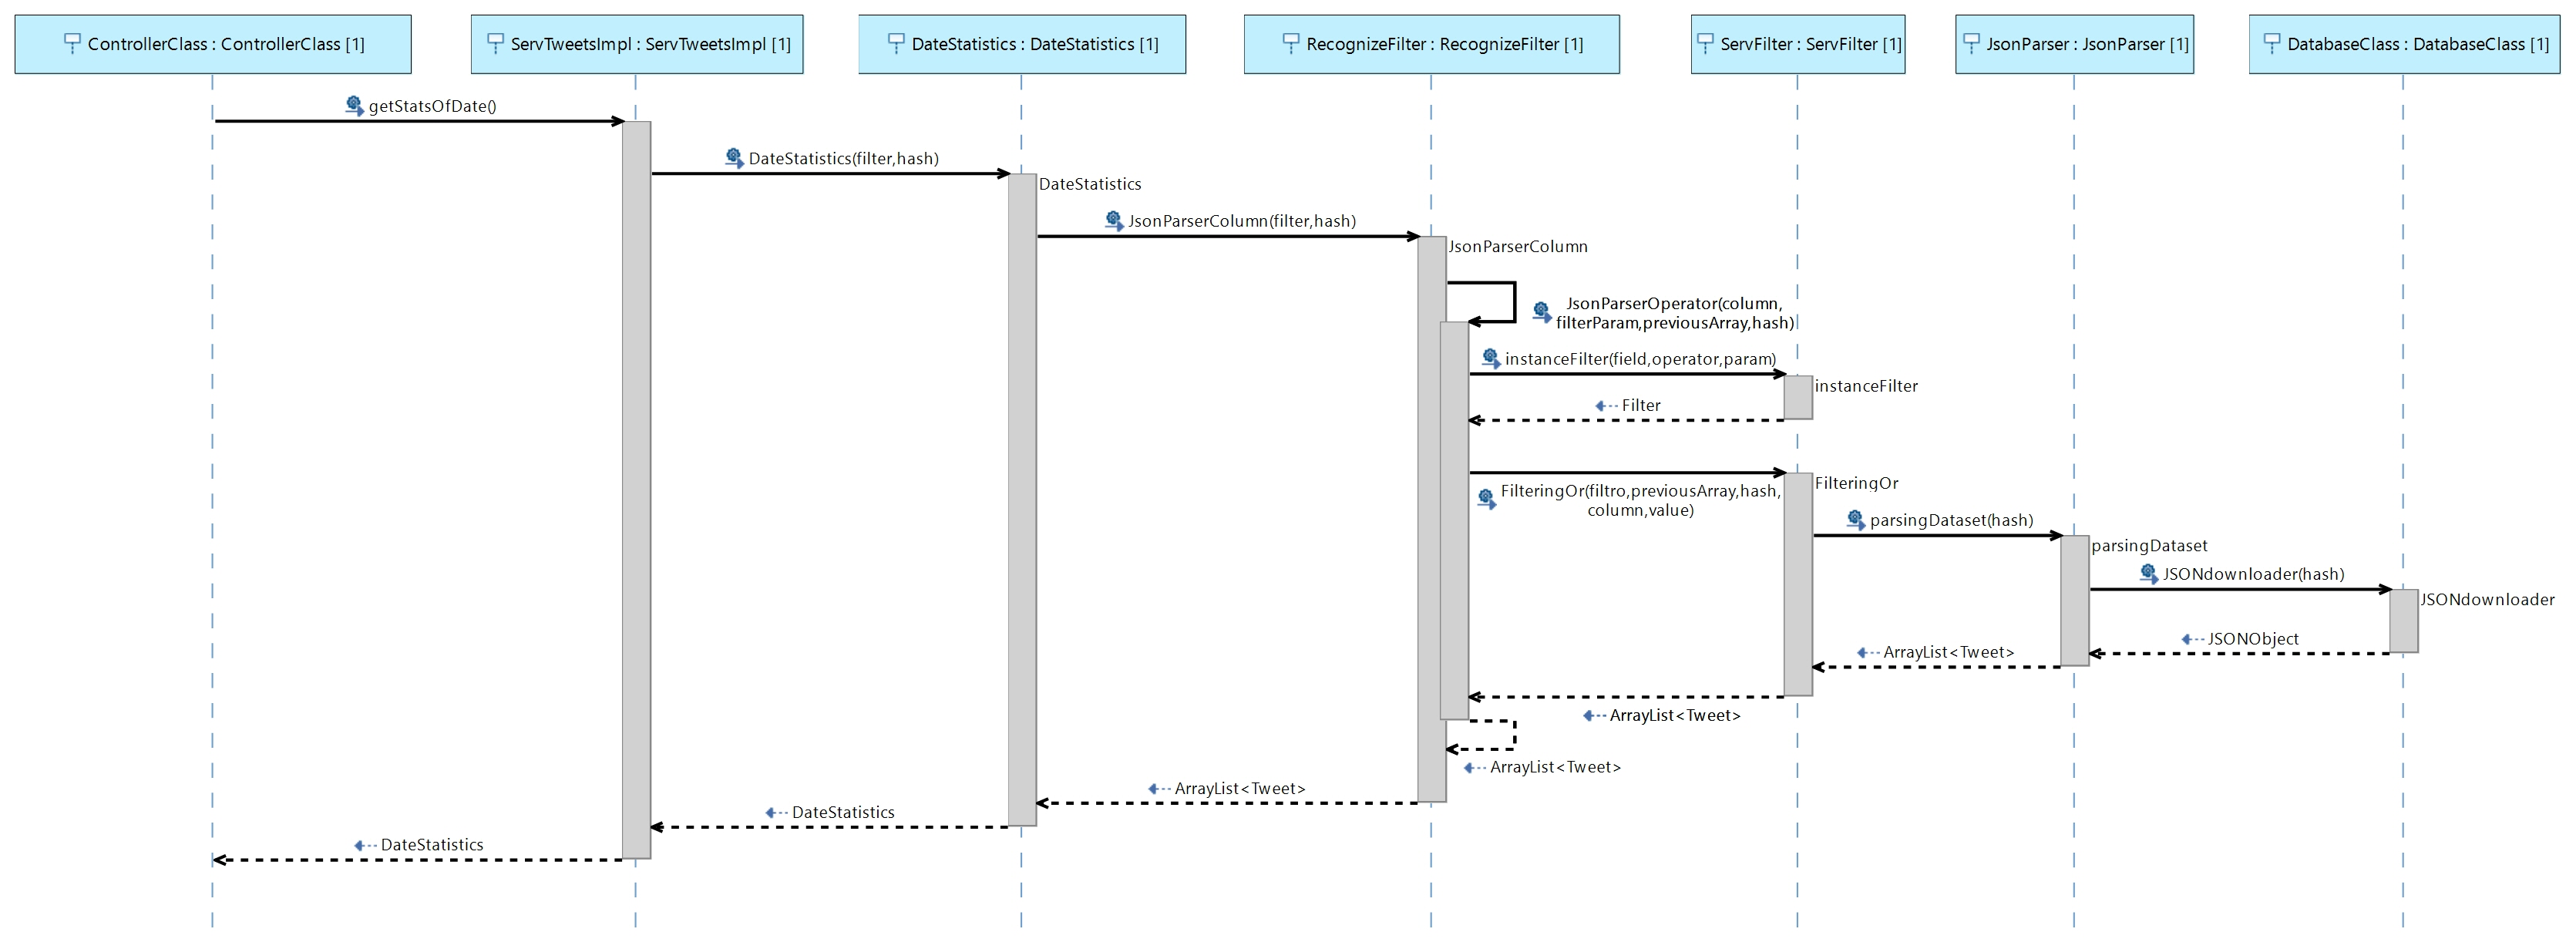 ControllerClass : ControllerClass [1]
ServTweetsImpl : ServTweetsImpl [1]
DateStatistics : DateStatistics [1]
RecognizeFilter : RecognizeFilter [1]
ServFilter : ServFilter [1]
JsonParser : JsonParser [1]
DatabaseClass : DatabaseClass [1]
getStatsOfDate()
DateStatistics(filter,hash)
DateStatistics
JsonParserColumn(filter,hash)
JsonParserColumn
JsonParserOperator(column,
filterParam,previousArray,hash)
instanceFilter(field,operator,param)
instanceFilter
Filter
FilteringOr(filtro,previousArray,hash,
column,value)
FilteringOr
parsingDataset(hash)
parsingDataset
JSONdownloader(hash)
JSONdownloader
JSONObject
ArrayList<Tweet>
ArrayList<Tweet>
ArrayList<Tweet>
ArrayList<Tweet>
DateStatistics
DateStatistics